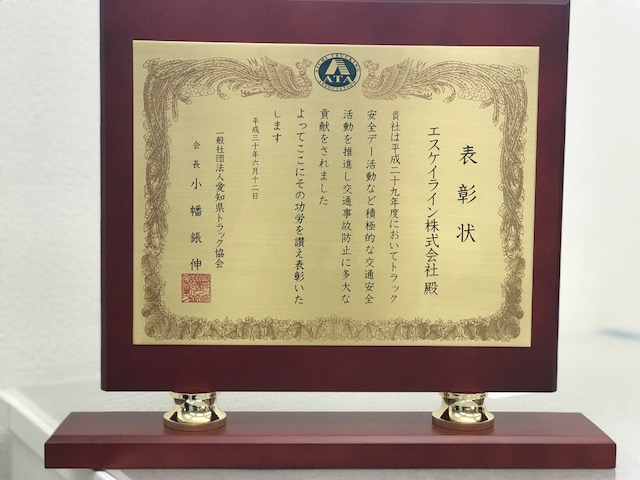 表彰状
エスケイライン株式会社 殿
貴社は平成二十九年度においてトラック
安全デー活動など積極的な交通安全
活動を推進し交通事故防止に多大な
貢献をされました
よってここにその功労を讃え表彰いた
します
平成三十年六月十二日
一般社団法人愛知県トラック協会
会長 小幡鋹伸
ATA